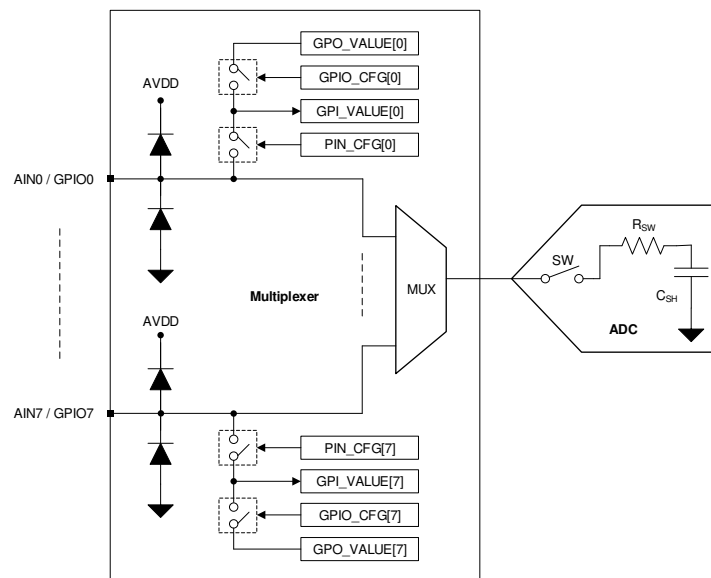 GPO_VALUE[0]
GPIO_CFG[0]
AVDD
GPI_VALUE[0]
PIN_CFG[0]
AIN0 / GPIO0
RSW
SW
MUX
Multiplexer
CSH
ADC
AVDD
AIN7 / GPIO7
PIN_CFG[7]
GPI_VALUE[7]
GPIO_CFG[7]
GPO_VALUE[7]